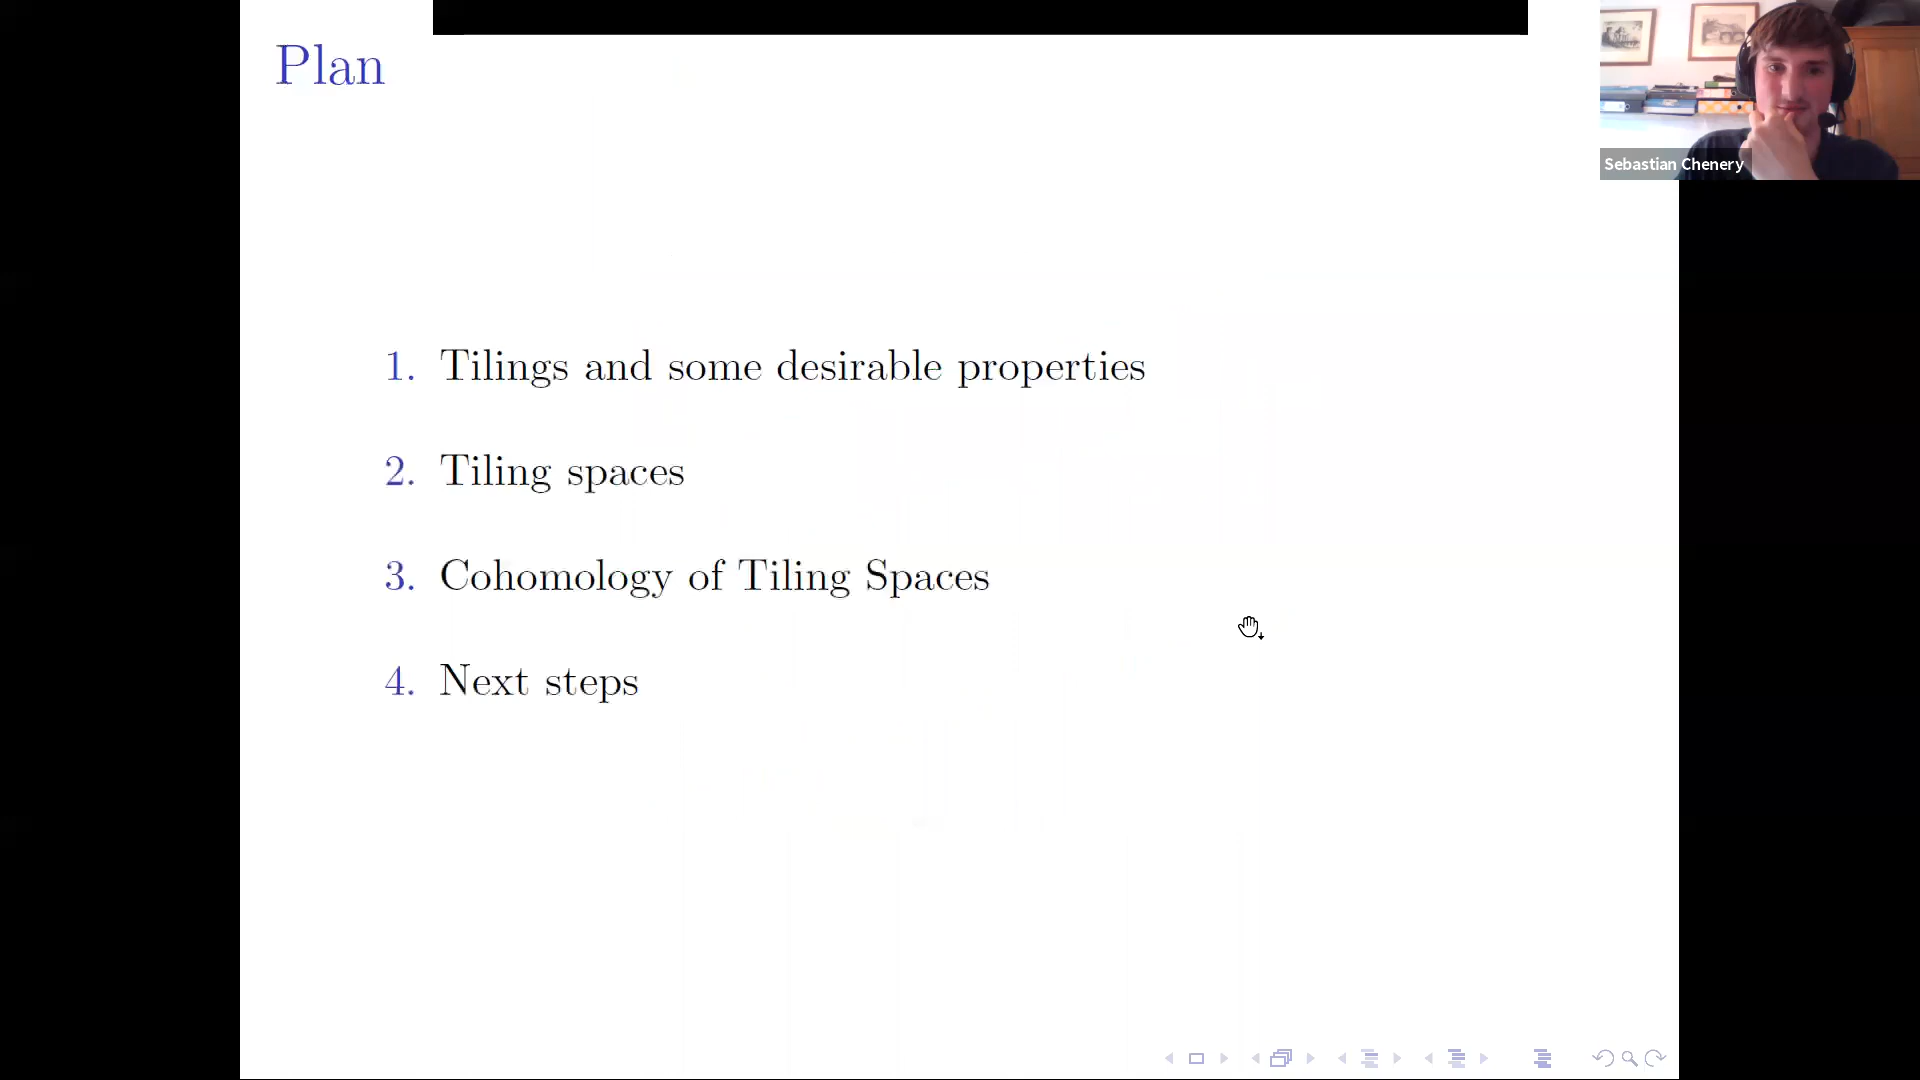 Plan
Sebastian Chenery
1. Tilings and some desirable properties
2. Tiling spaces
3. Cohomology of Tiling Spaces
4. Next steps